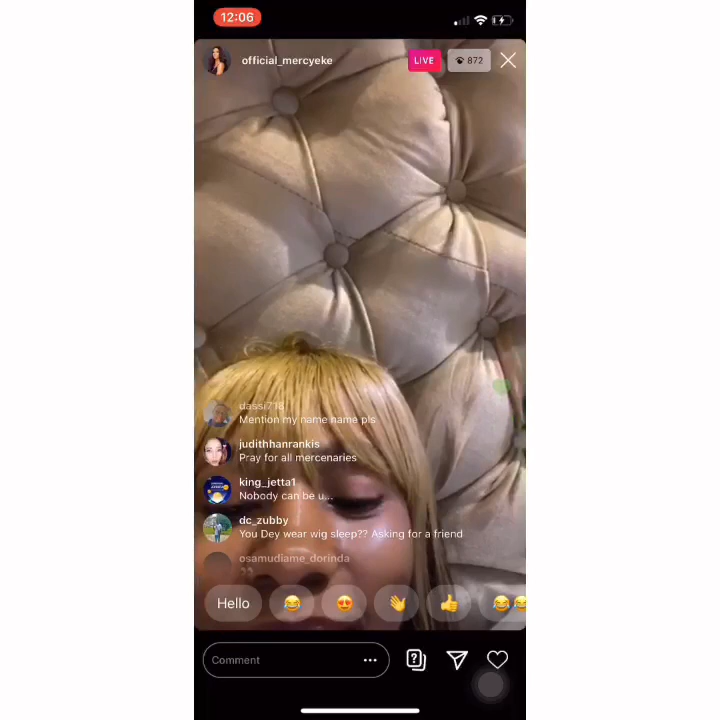 12:06
official_mercyeke
LIVE
872
dassi718
Mention my name name pls
judithhanrankis
Pray for all mercenaries
king_jetta1
Nobody can be u...
dc_zubby
You Dey wear wig sleep?? Asking for a friend
osamudiame_dorinda
Hello
Comment